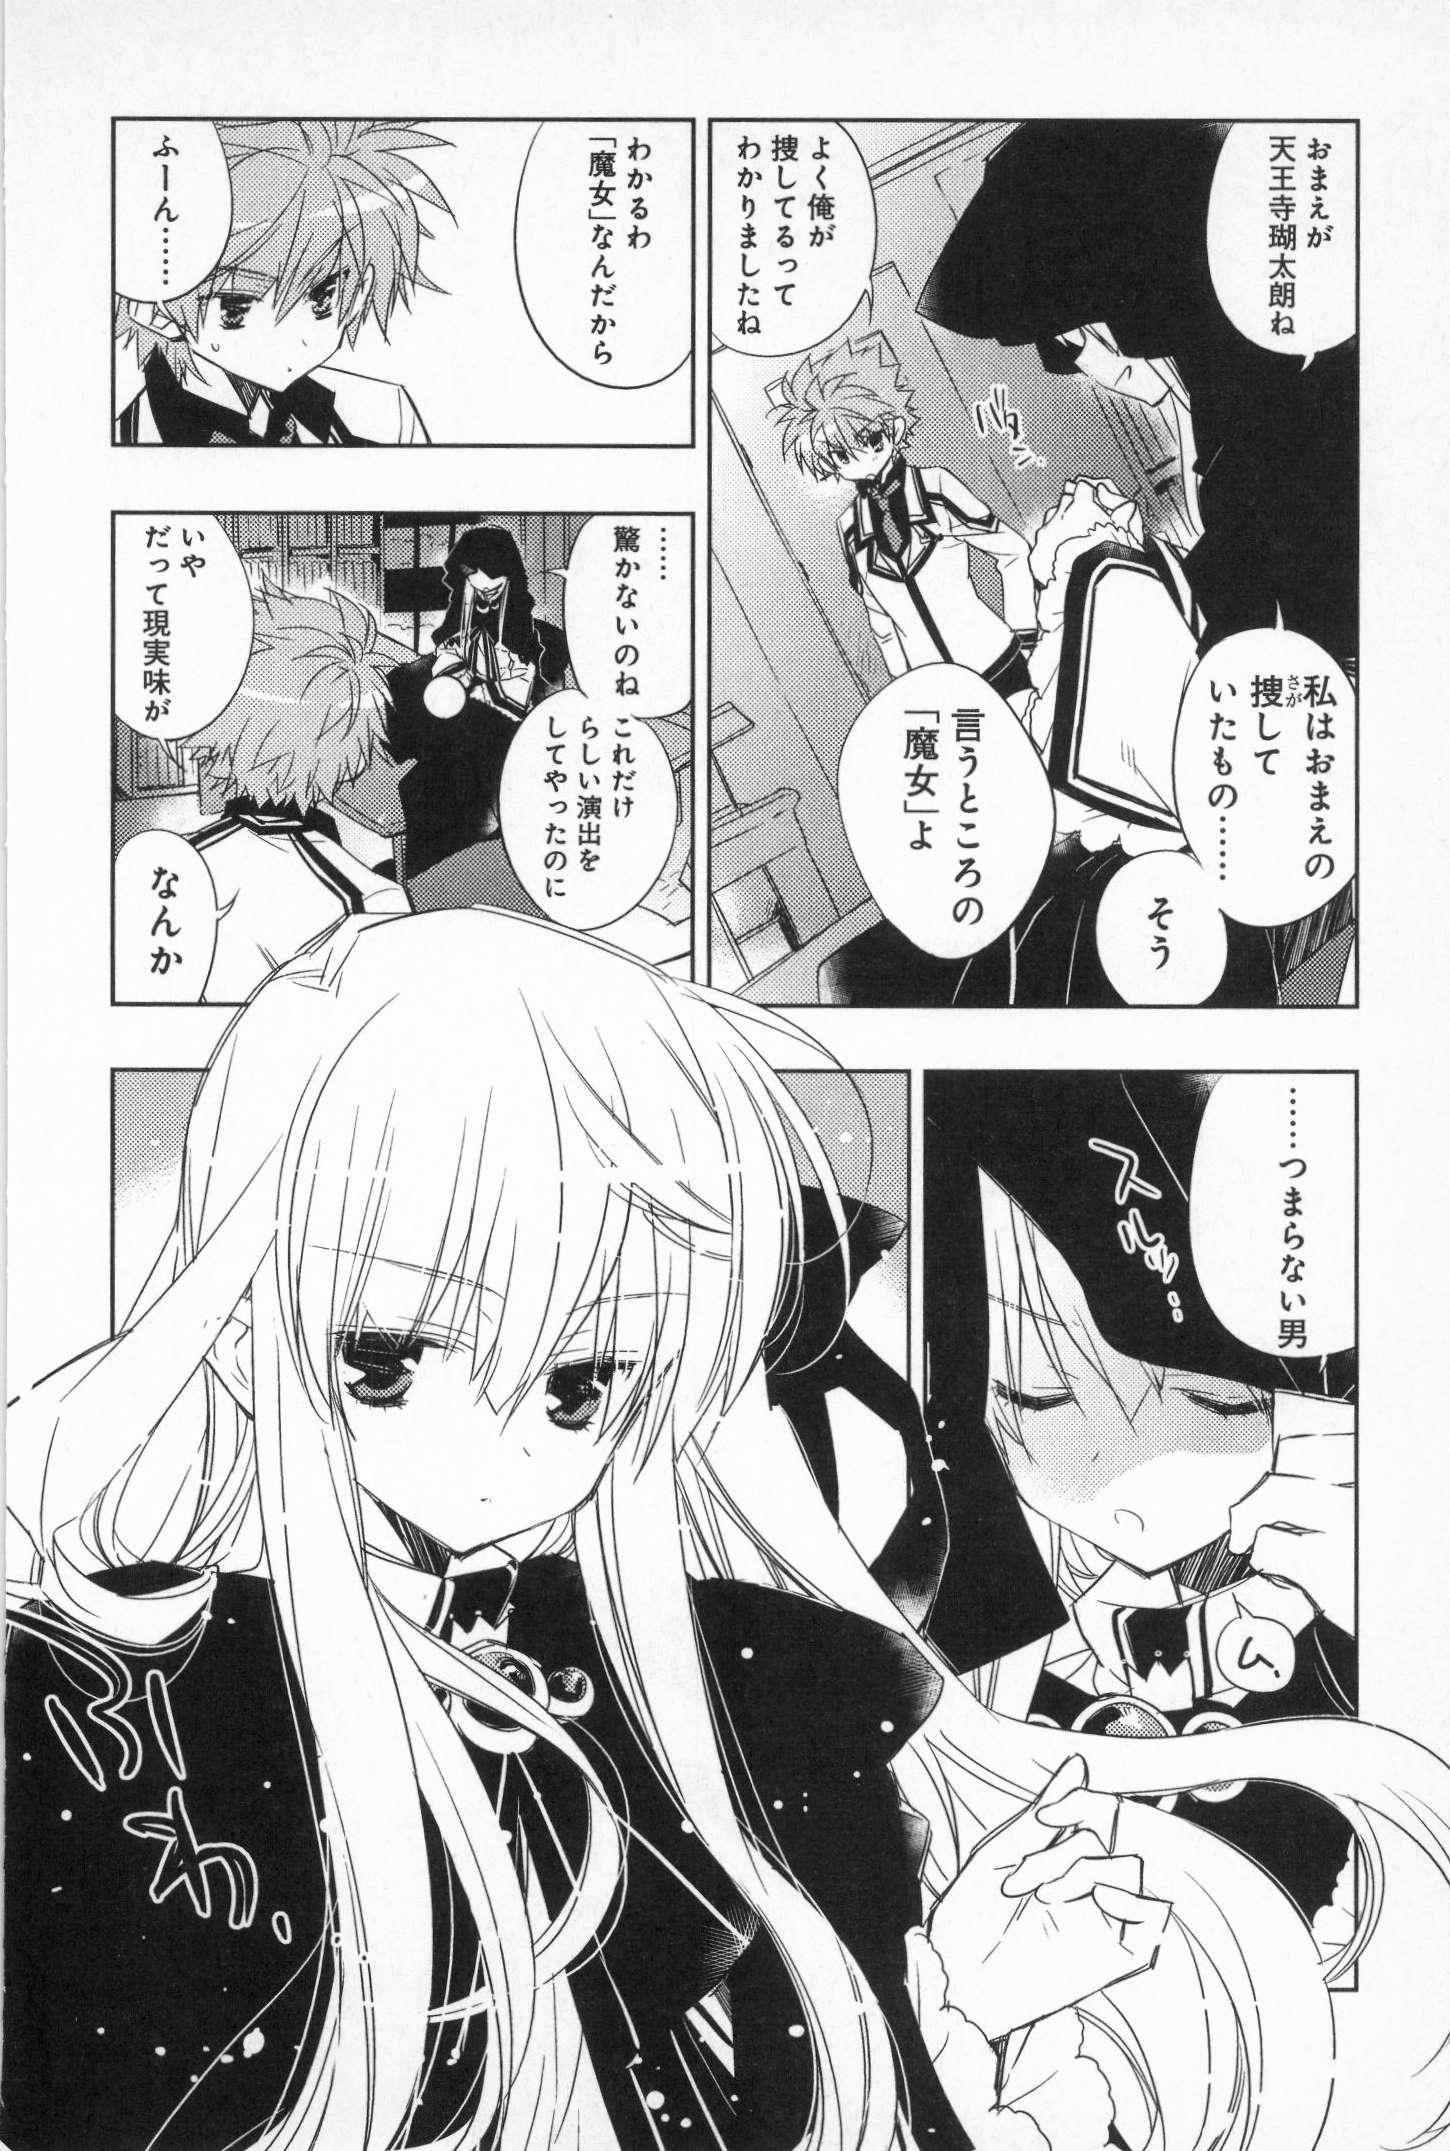 おまえが
天王寺瑚太朗ね
よく俺が
捜してるって
わかりましたね
パタン
私はおまえの
捜して
さが
いたもの……
そう
言うところの
「魔女」よ
わかるわ
「魔女」なんだから
ふーん……
……
驚かないのね
これだけ
らしい演出を
してやったのに
いや
だって現実味が
なんか
……つまらない男
スルッ…
ム.
ふわ、